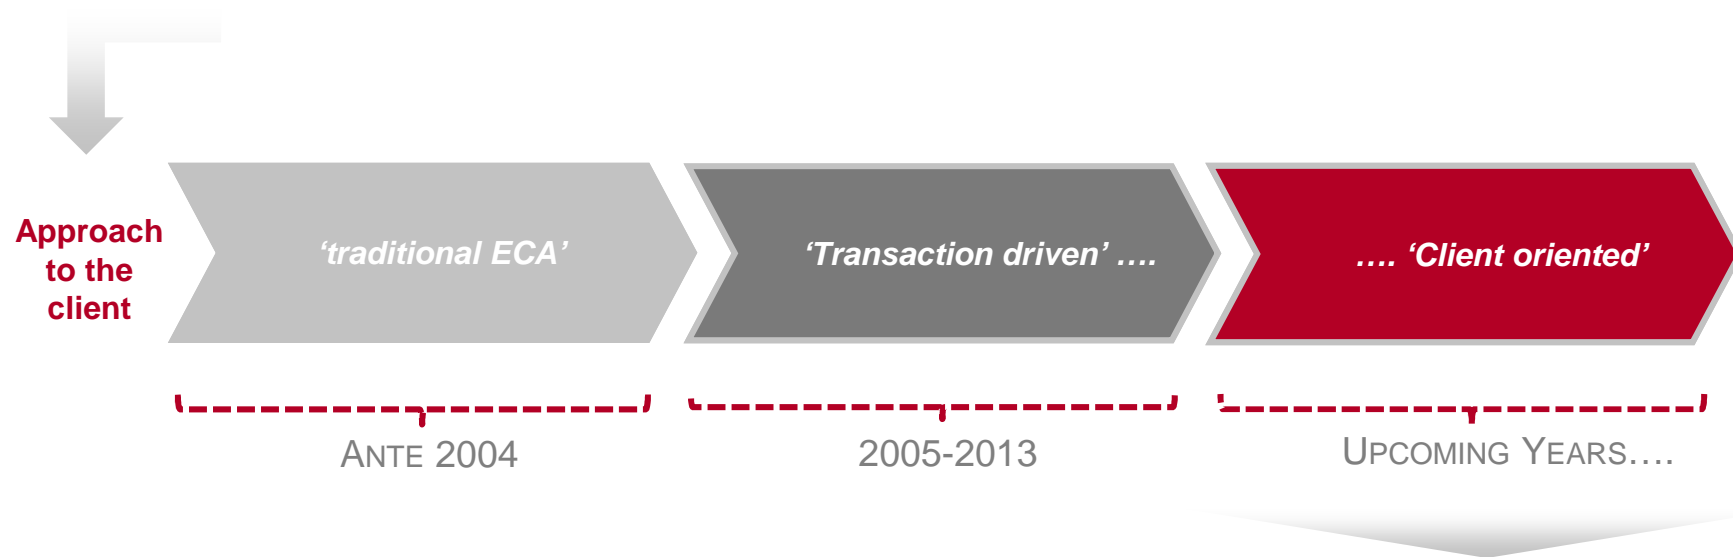 Approach
to the
client
‘traditional ECA’
‘Transaction driven’ ….
…. ‘Client oriented’
ANTE 2004
2005-2013
UPCOMING YEARS….